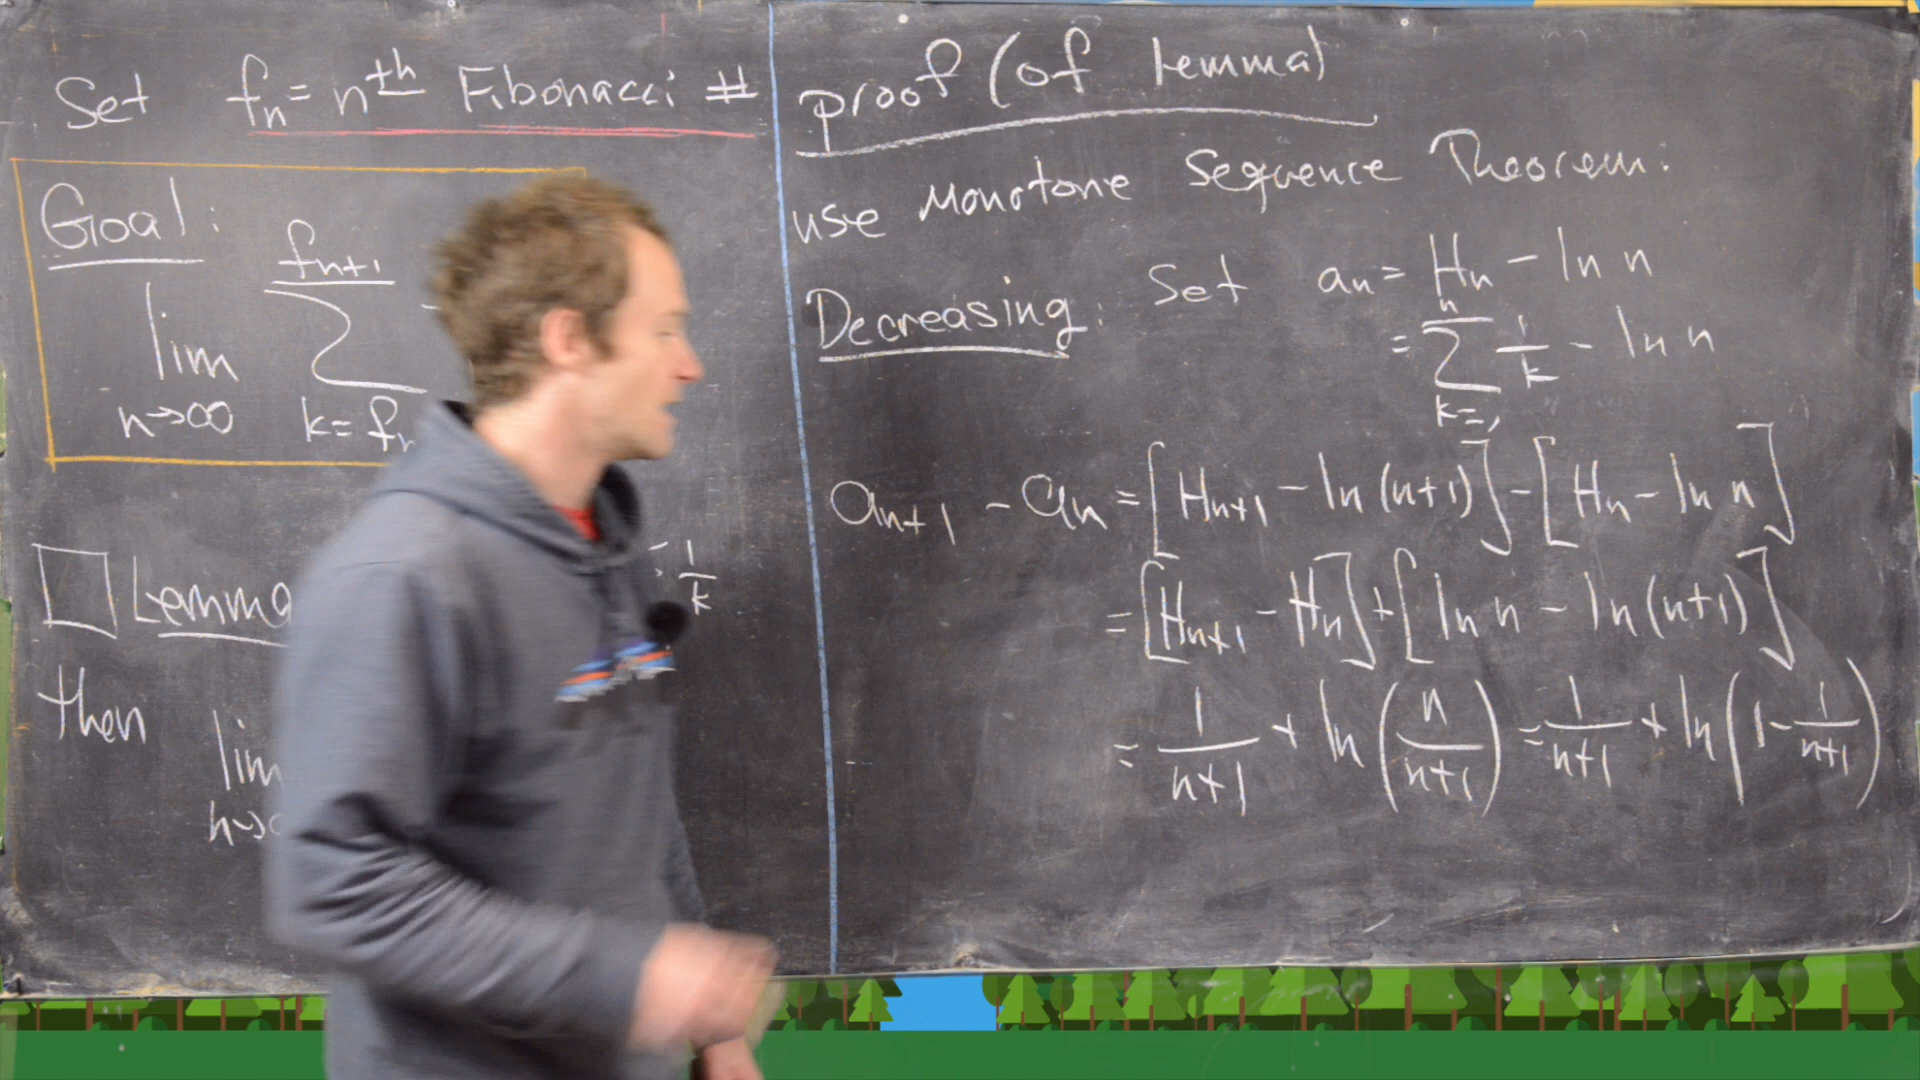 Set fn = nth Fibonacci #
Goal:
fn+1
lim Σ
n→∞ k=f
Lemma
1/k
then
lim
n→
proof (of lemma)
use Monotone Sequence Theorem:
Decreasing: Set an = Hn - ln n
= Σ_{k=1}^{n} 1/k - ln n
an+1 - an = [Hn+1 - ln (n+1)] - [Hn - ln n]
= [Hn+1 - Hn] + [ln n - ln (n+1)]
= 1/(n+1) + ln (n/(n+1)) = 1/(n+1) + ln (1 - 1/(n+1))